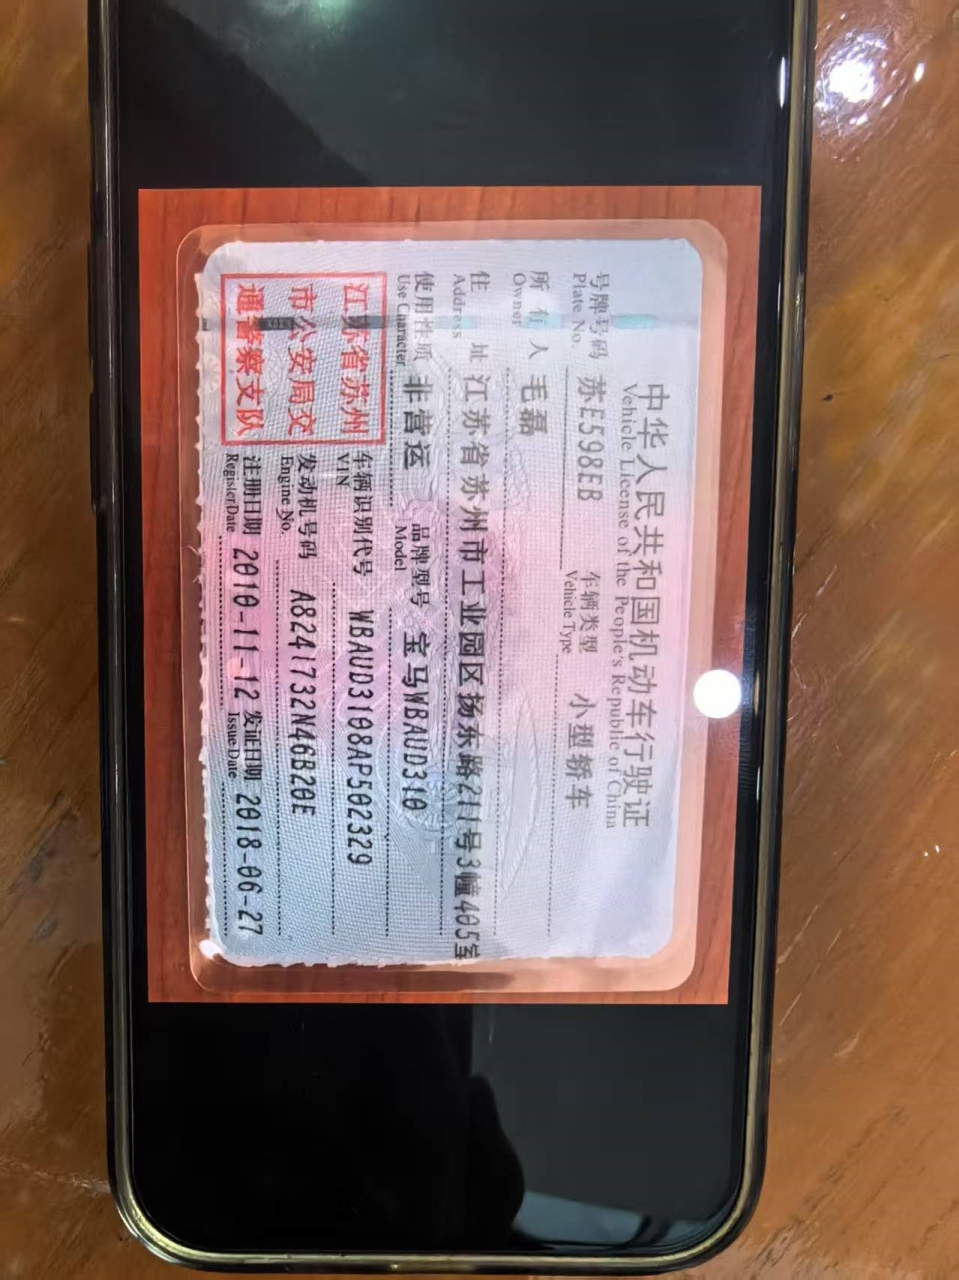 中华人民共和国机动车行驶证
Vehicle License of the People's Republic of China
号牌号码 苏E598EB 车辆类型 小型轿车
Plate No. Vehicle Type
所有人 毛磊
Owner
住址 江苏省苏州市工业园区扬东路211号3幢405室
Address
使用性质 非营运 品牌型号 宝马WBAUD310
Use Character Model
江苏省苏州
市公安局交
通警察支队
车辆识别代号 WBAUD3108AP502329
VIN
发动机号码 A8241732N46B20E
Engine No.
注册日期 2010-11-12 发证日期 2018-06-27
Register Date Issue Date